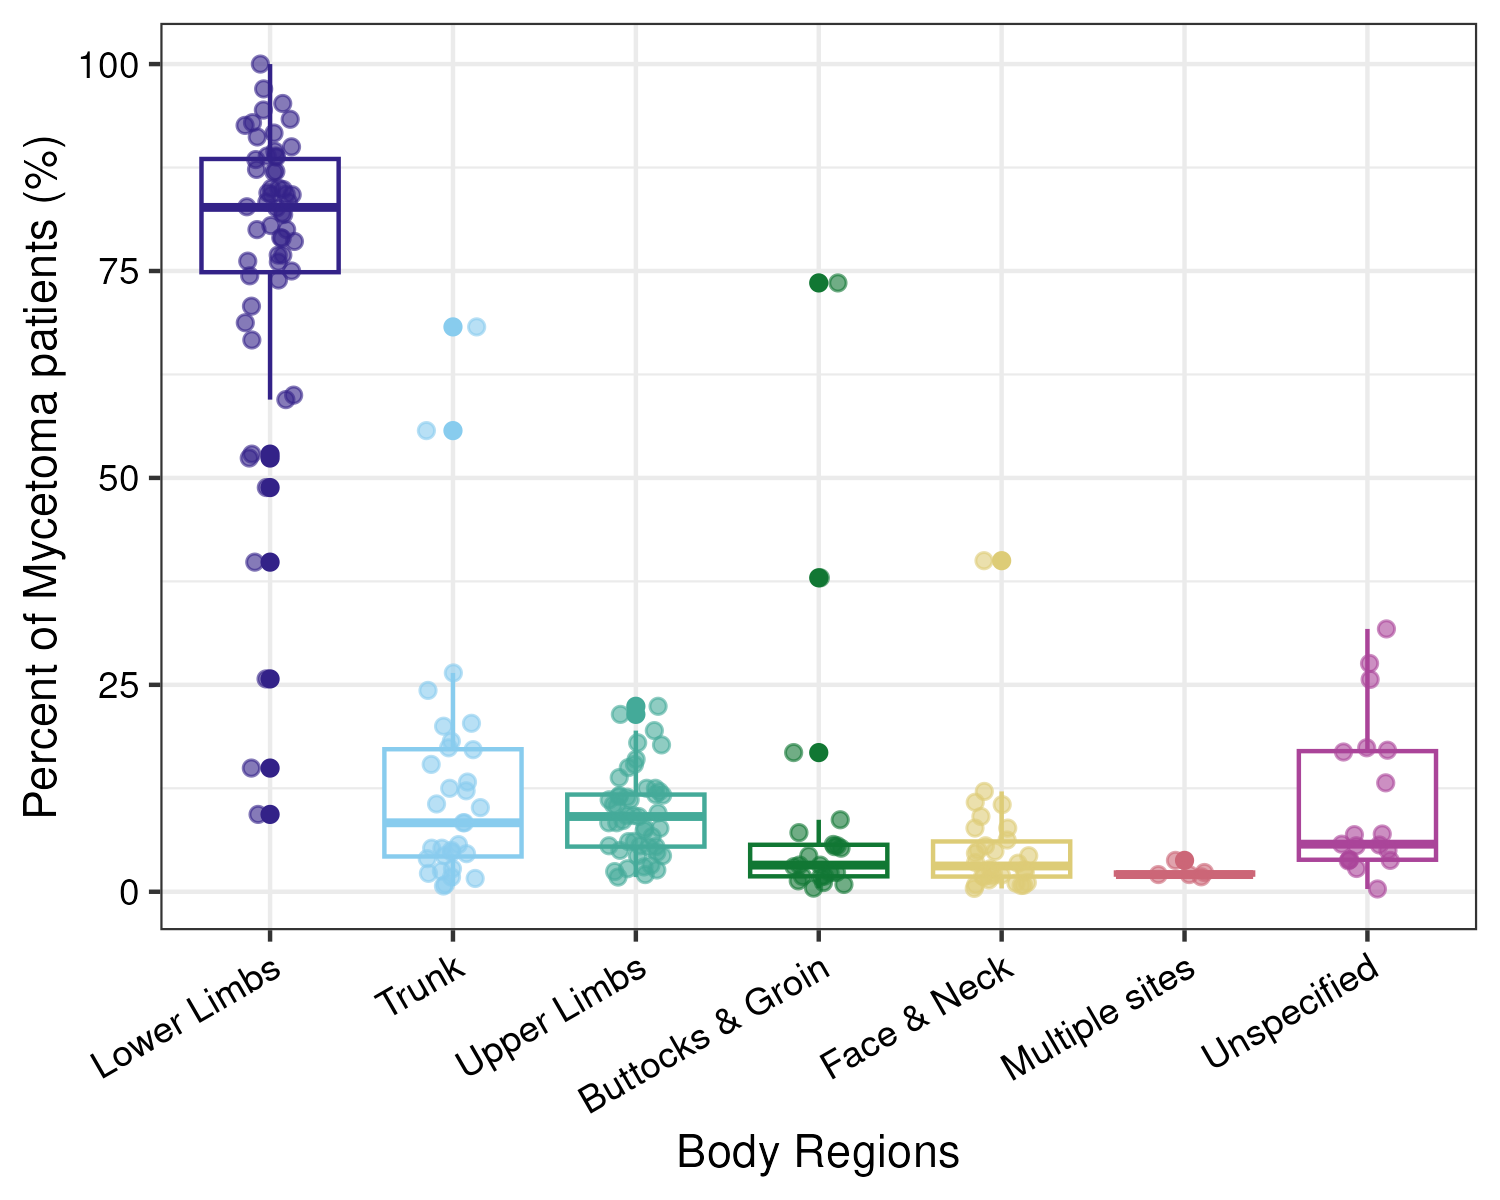 Percent of Mycetoma patients (%)
100
75
50
25
0
Lower Limbs
Trunk
Upper Limbs
Buttocks & Groin
Face & Neck
Multiple sites
Unspecified
Body Regions